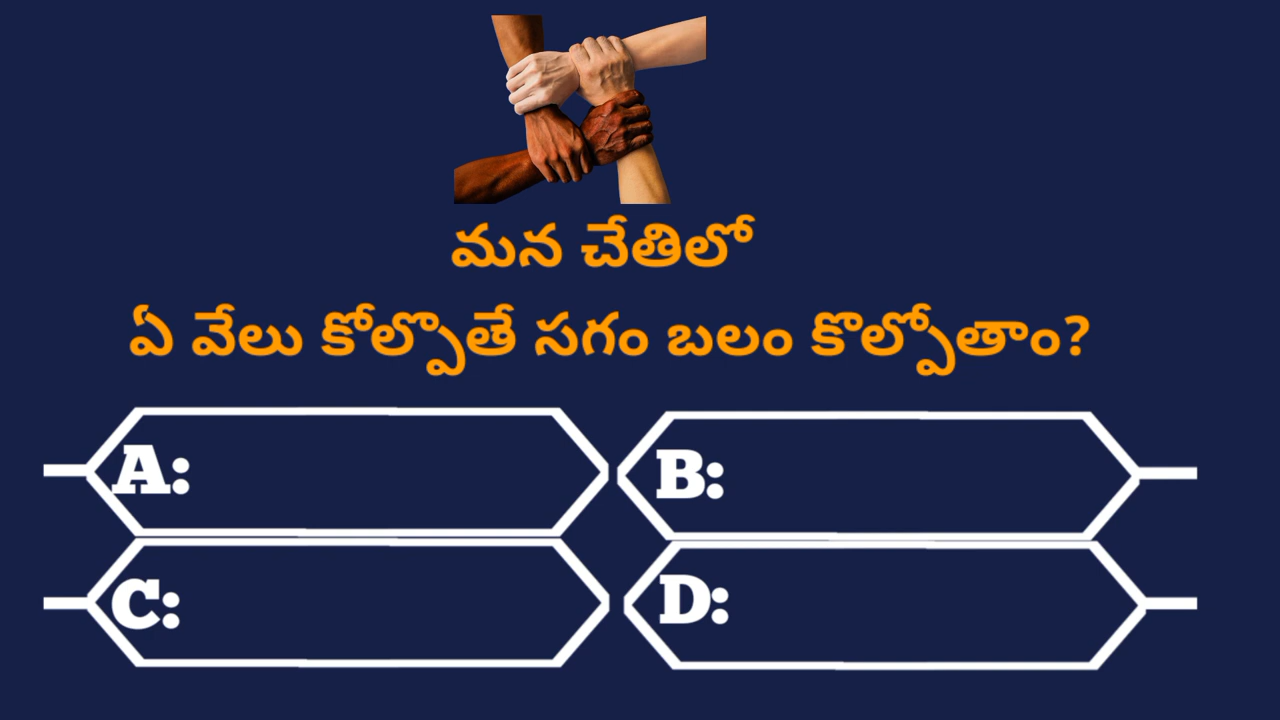 మన చేతిలో
ఏ వేలు కోల్పొతే సగం బలం కొల్పోతాం?
A:
B:
C:
D: